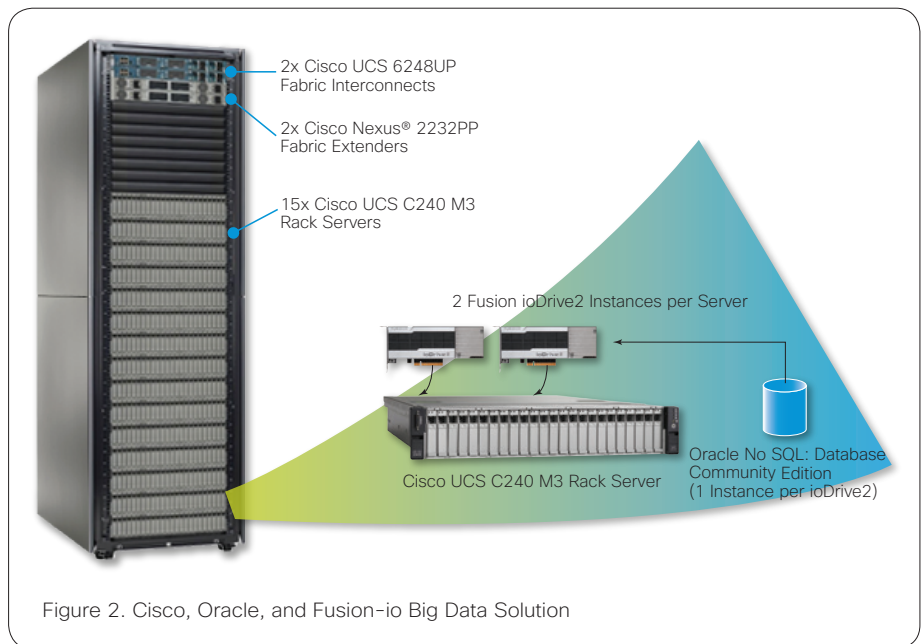 2x Cisco UCS 6248UP
Fabric Interconnects
2x Cisco Nexus® 2232PP
Fabric Extenders
15x Cisco UCS C240 M3
Rack Servers
2 Fusion ioDrive2 Instances per Server
Cisco UCS C240 M3 Rack Server
Oracle No SQL: Database
Community Edition
(1 Instance per ioDrive2)
Figure 2. Cisco, Oracle, and Fusion-io Big Data Solution